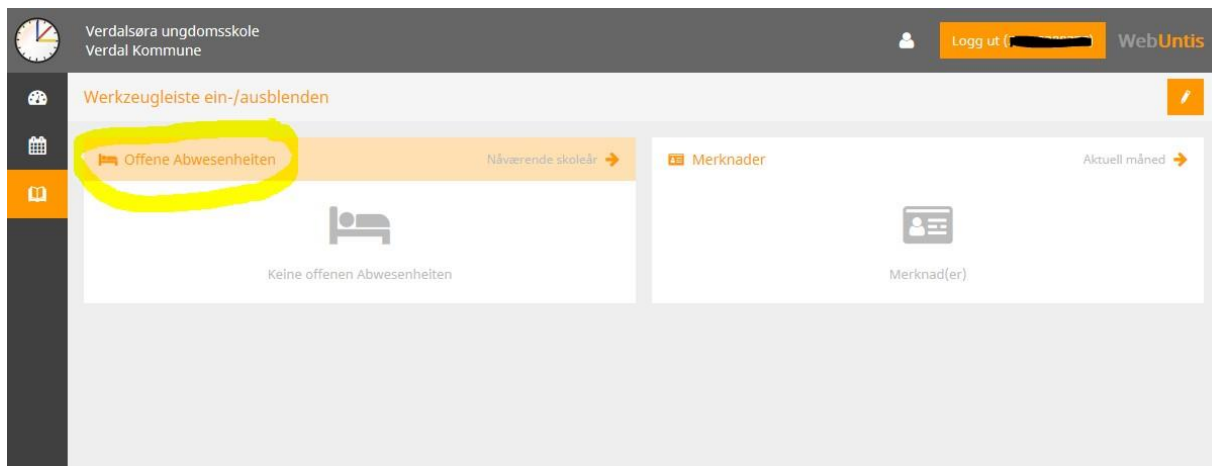 Verdalsøra ungdomsskole
Verdal Kommune
Logg ut (
WebUntis
Werkzeugleiste ein-/ausblenden
Offene Abwesenheiten
Nåværende skoleår
Keine offenen Abwesenheiten
Merknader
Aktuell måned
Merknad(er)